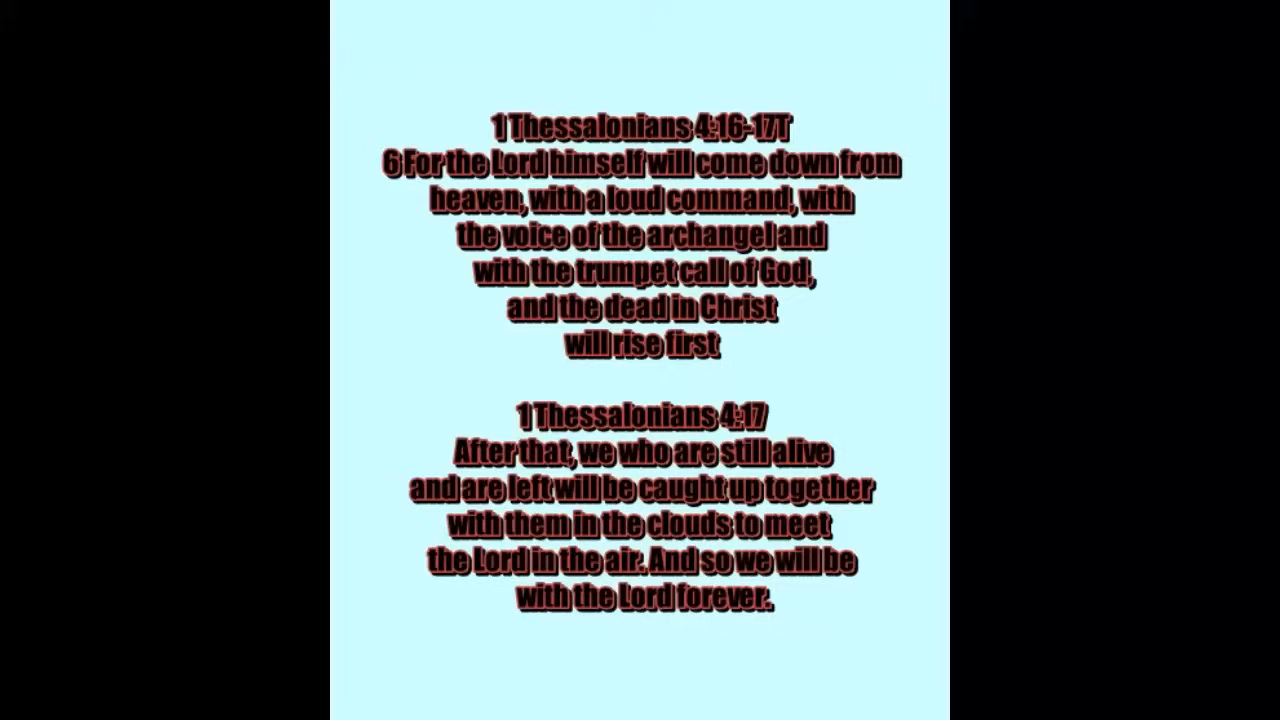 1 Thessalonians 4:16-17T
6 For the Lord himself will come down from
heaven, with a loud command, with
the voice of the archangel and
with the trumpet call of God,
and the dead in Christ
will rise first
1 Thessalonians 4:17
After that, we who are still alive
and are left will be caught up together
with them in the clouds to meet
the Lord in the air. And so we will be
with the Lord forever.